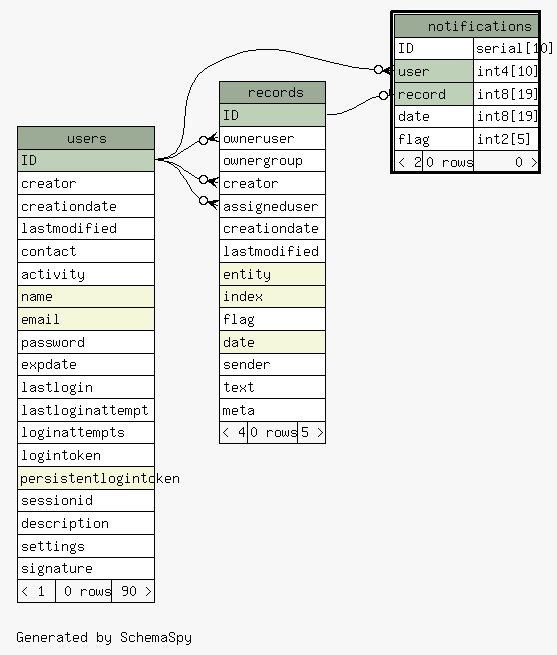 notifications
ID serial[10]
user int4[10]
record int8[19]
date int8[19]
flag int2[5]
< 2 0 rows 0 >
records
ID
owneruser
ownergroup
creator
assigneduser
creationdate
lastmodified
entity
index
flag
date
sender
text
meta
< 4 0 rows 5 >
users
ID
creator
creationdate
lastmodified
contact
activity
name
email
password
expdate
lastlogin
lastloginattempt
loginattempts
logintoken
persistentlogintoken
sessionid
description
settings
signature
< 1 0 rows 90 >
Generated by SchemaSpy